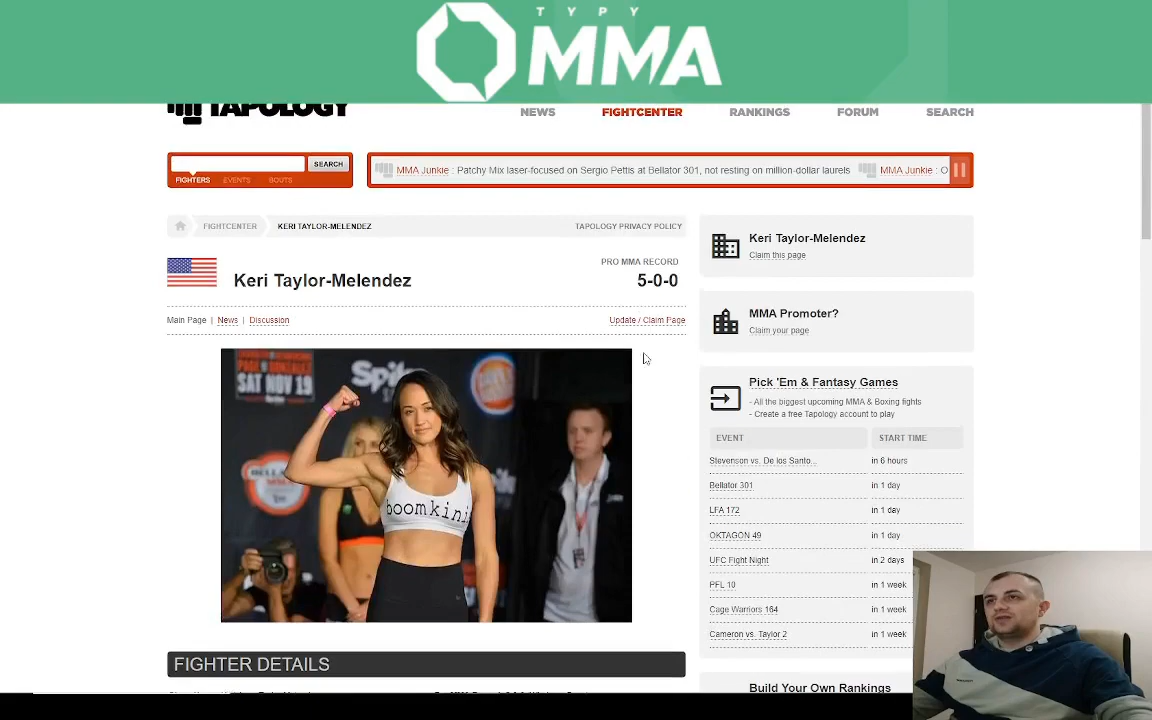 TYPY
MMA
TAPOLOGY
NEWS
FIGHTCENTER
RANKINGS
FORUM
SEARCH
SEARCH
FIGHTERS
EVENTS
BOUTS
MMA Junkie : Patchy Mix laser-focused on Sergio Pettis at Bellator 301, not resting on million-dollar laurels
MMA Junkie : O
FIGHTCENTER
KERI TAYLOR-MELENDEZ
TAPOLOGY PRIVACY POLICY
Keri Taylor-Melendez
PRO MMA RECORD
5-0-0
Main Page | News | Discussion
Update / Claim Page
SAT NOV 19
Spike
boomkini
FIGHTER DETAILS
Keri Taylor-Melendez
Claim this page
MMA Promoter?
Claim your page
Pick 'Em & Fantasy Games
- All the biggest upcoming MMA & Boxing fights
- Create a free Tapology account to play
EVENT
START TIME
Stevenson vs. De los Santo...
in 6 hours
Bellator 301
in 1 day
LFA 172
in 1 day
OKTAGON 49
in 1 day
UFC Fight Night
in 2 days
PFL 10
in 1 week
Cage Warriors 164
in 1 week
Cameron vs. Taylor 2
in 1 week
Build Your Own Rankings